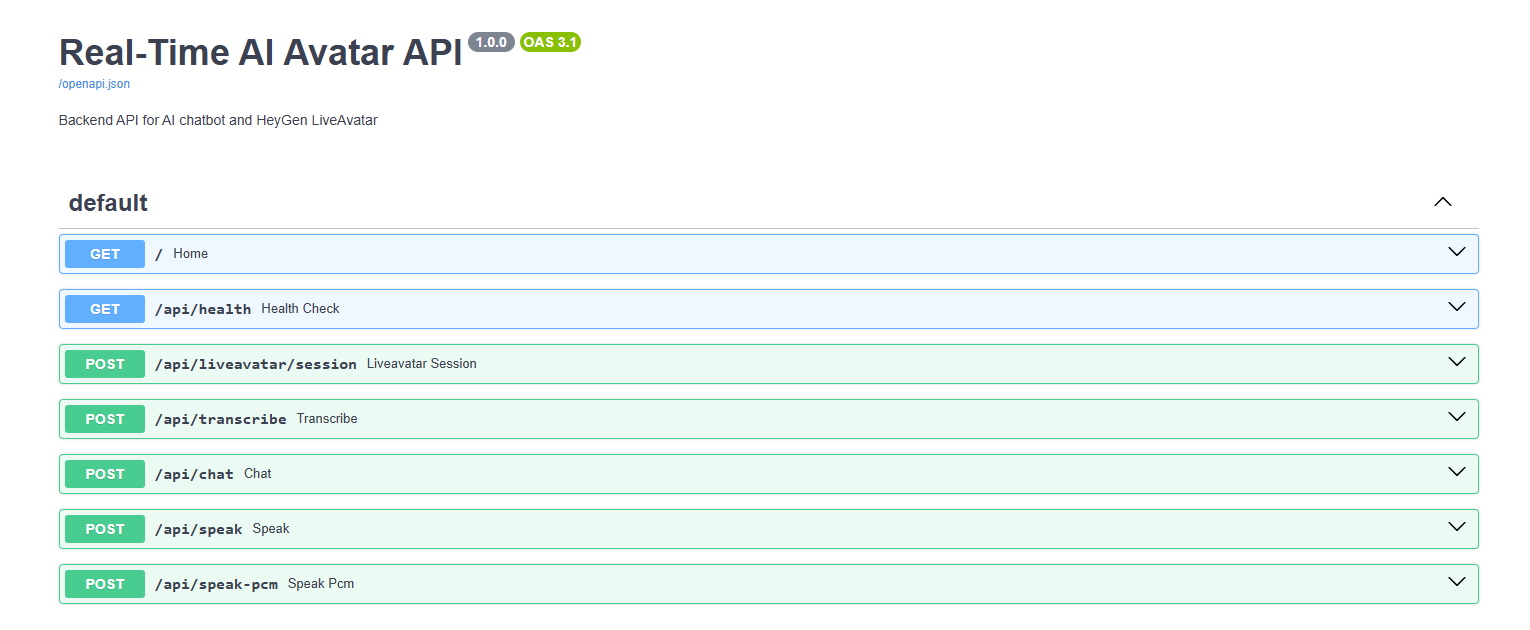 Real-Time AI Avatar API 1.0.0 OAS 3.1
/openapi.json
Backend API for AI chatbot and HeyGen LiveAvatar
default
GET / Home
GET /api/health Health Check
POST /api/liveavatar/session Liveavatar Session
POST /api/transcribe Transcribe
POST /api/chat Chat
POST /api/speak Speak
POST /api/speak-pcm Speak Pcm